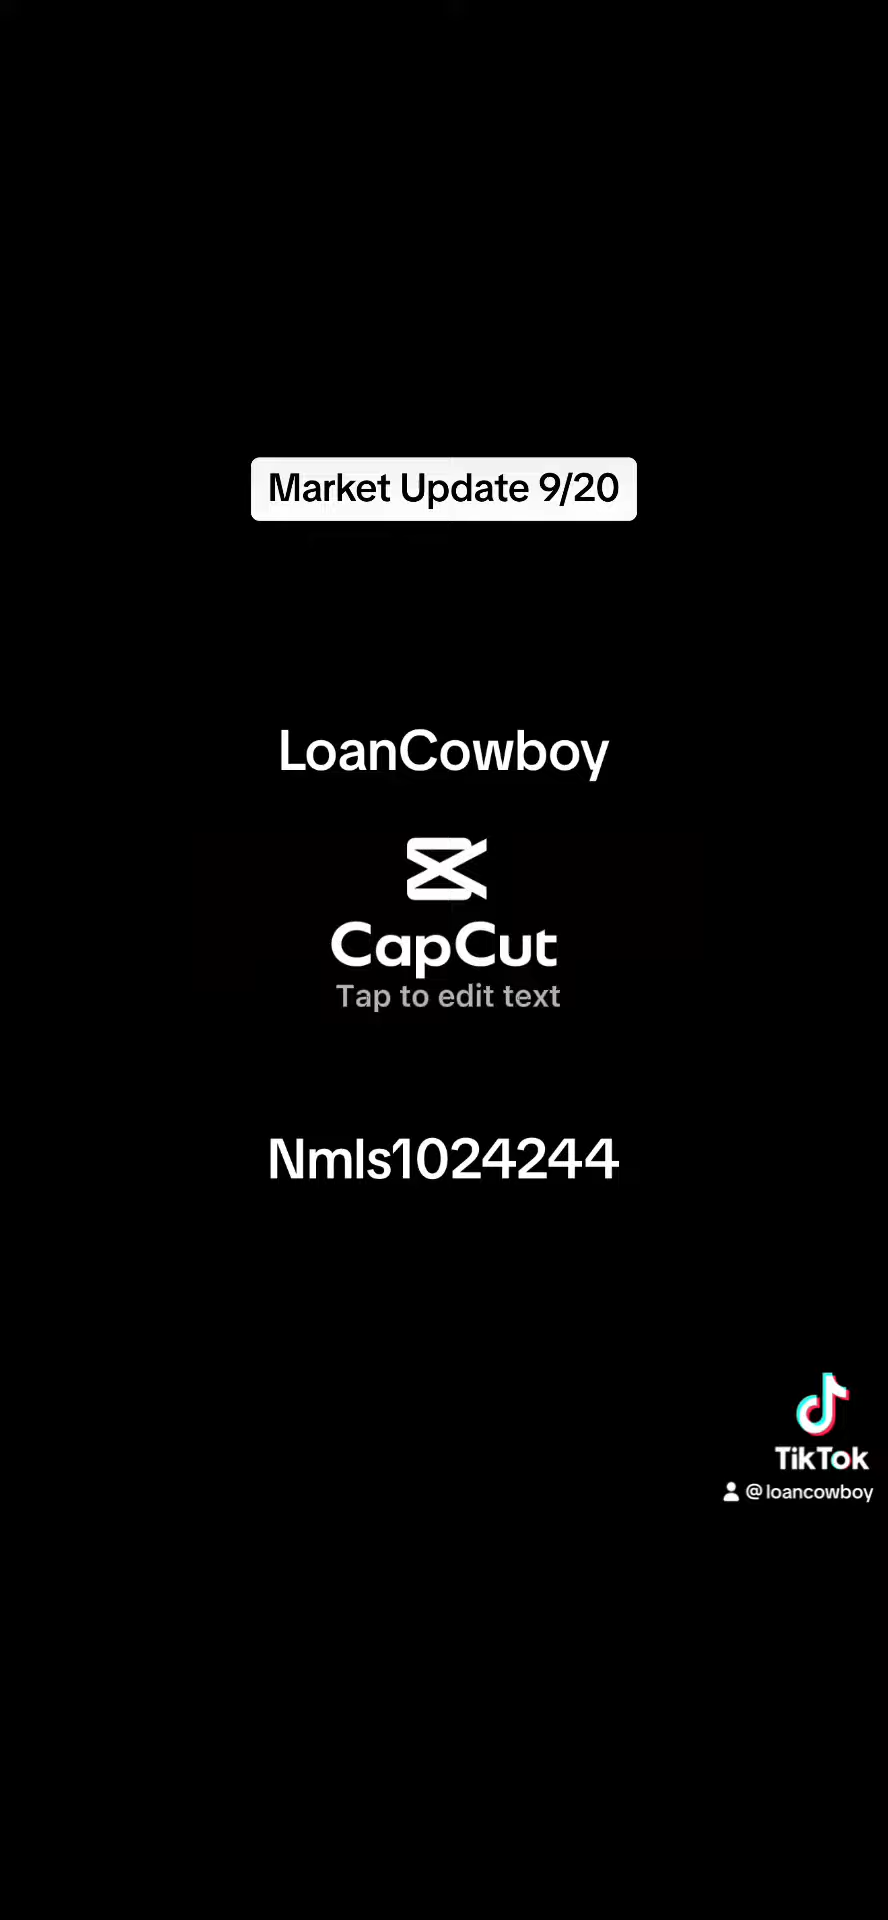 Market Update 9/20
LoanCowboy
CapCut
Tap to edit text
Nmls1024244
TikTok
@loancowboy